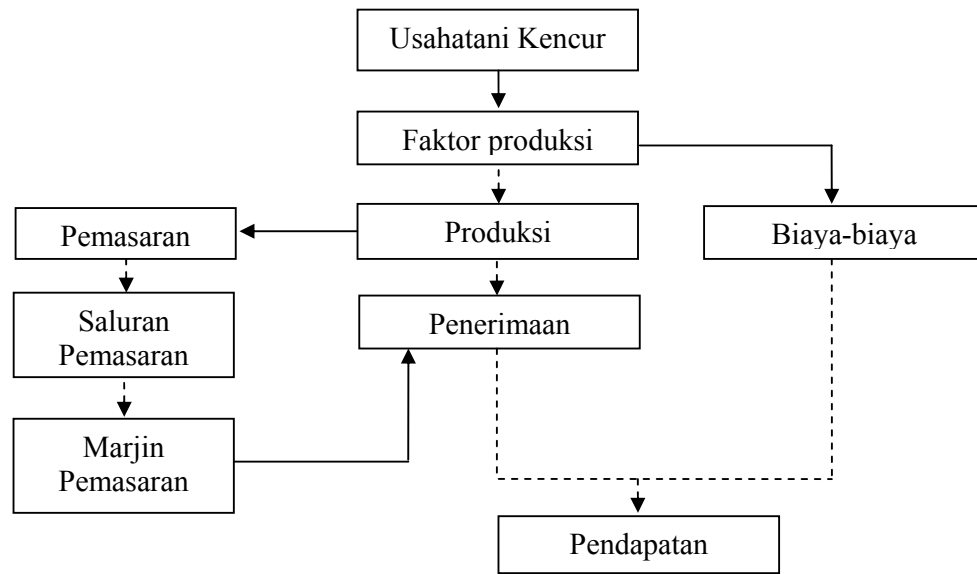 Usahatani Kencur
Faktor produksi
Pemasaran
Produksi
Biaya-biaya
Saluran
Pemasaran
Penerimaan
Marjin
Pemasaran
Pendapatan